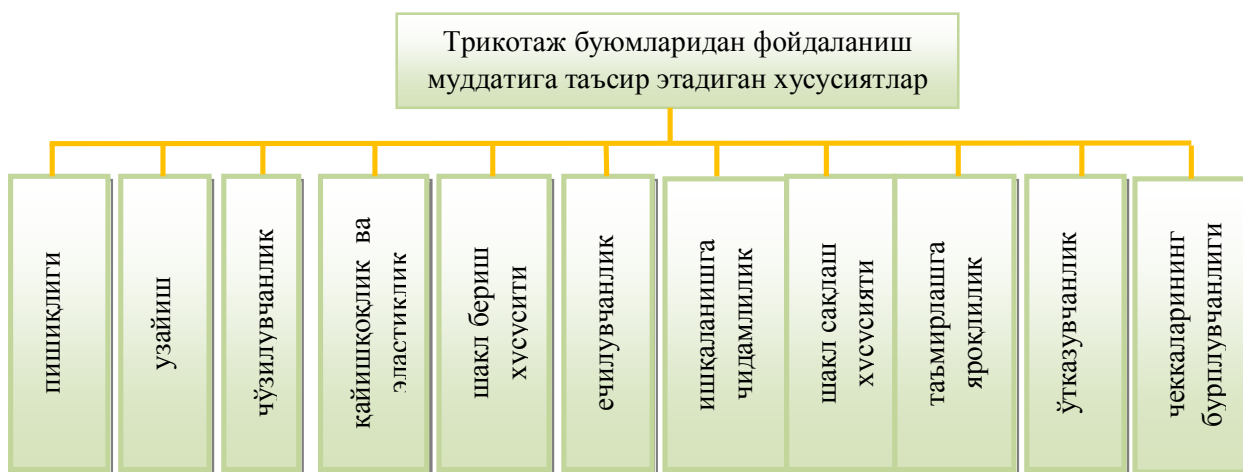 Трикотаж буюмларидан фойдаланиш
муддатига таъсир этадиган хусусиятлар
пишиқлиги
узайиш
чўзилувчанлик
қайишқоқлик ва
эластиклик
шакл бериш
хусусити
ечилувчанлик
ишқаланишга
чидамлилик
шакл сақлаш
хусусияти
таъмирлашга
яроқлилик
ўтказувчанлик
чеккаларининг
бурплувчанлиги